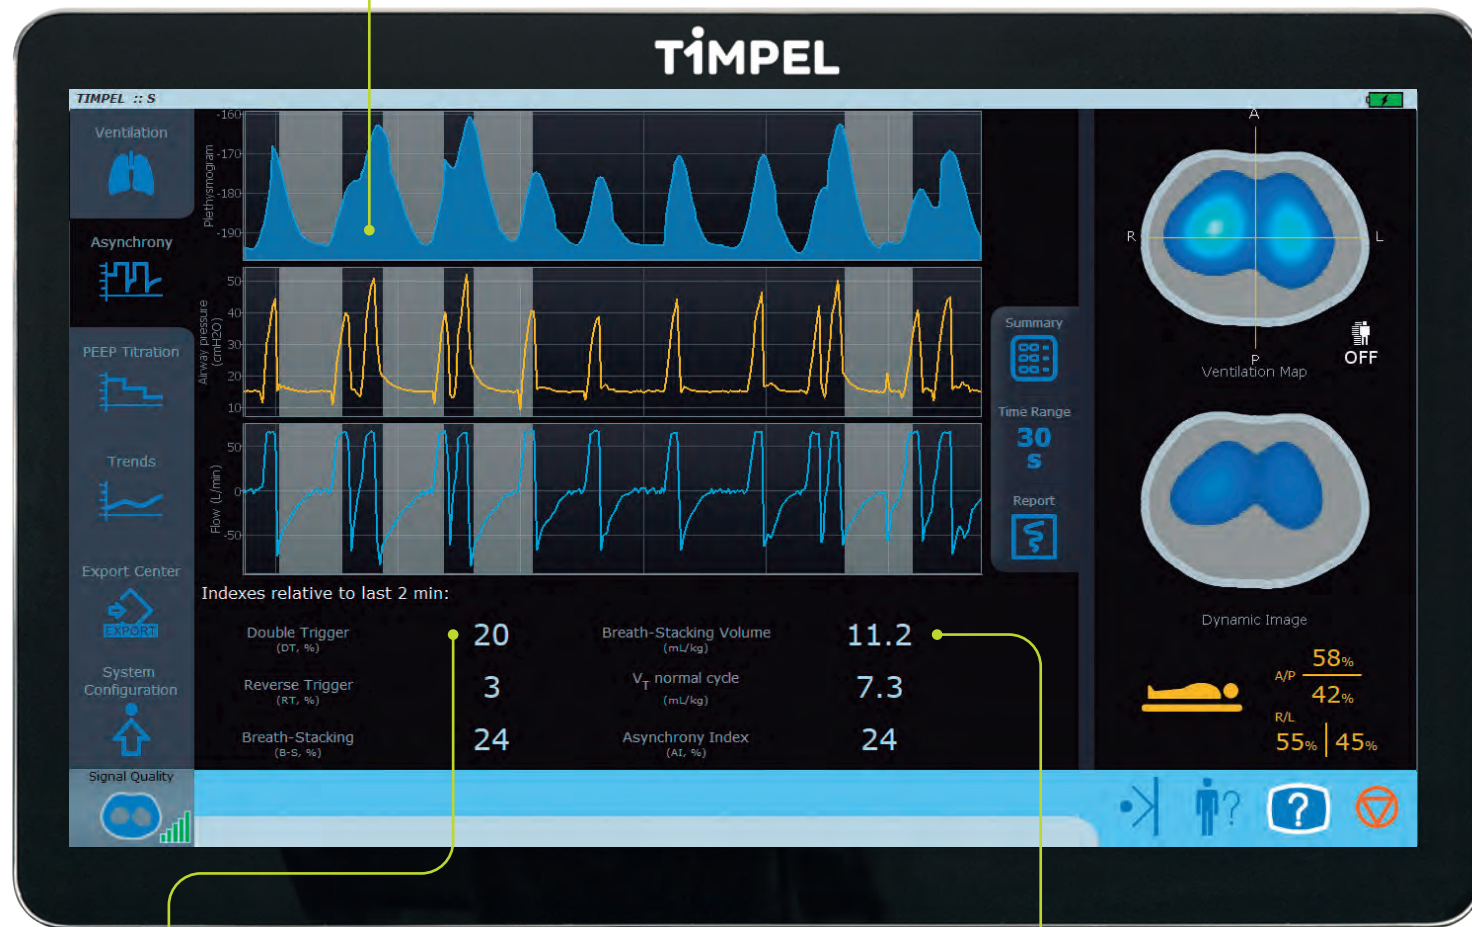 TIMPEL
TIMPEL :: S
Ventilation
Asynchrony
PEEP Titration
Trends
Export Center
EXPORT
System
Configuration
Signal Quality
Plethysmogram
-160
-170
-180
-190
Airway pressure
(cmH2O)
50
40
30
20
10
Flow (L/min)
50
0
-50
Summary
Time Range
30
s
Report
Indexes relative to last 2 min:
Double Trigger
(DT, %)
20
Breath-Stacking Volume
(mL/kg)
11.2
Reverse Trigger
(RT, %)
3
VT normal cycle
(mL/kg)
7.3
Breath-Stacking
(B-S, %)
24
Asynchrony Index
(AI, %)
24
A
R
L
P
Ventilation Map
OFF
Dynamic Image
A/P
58%
42%
R/L
55% 45%
?
?